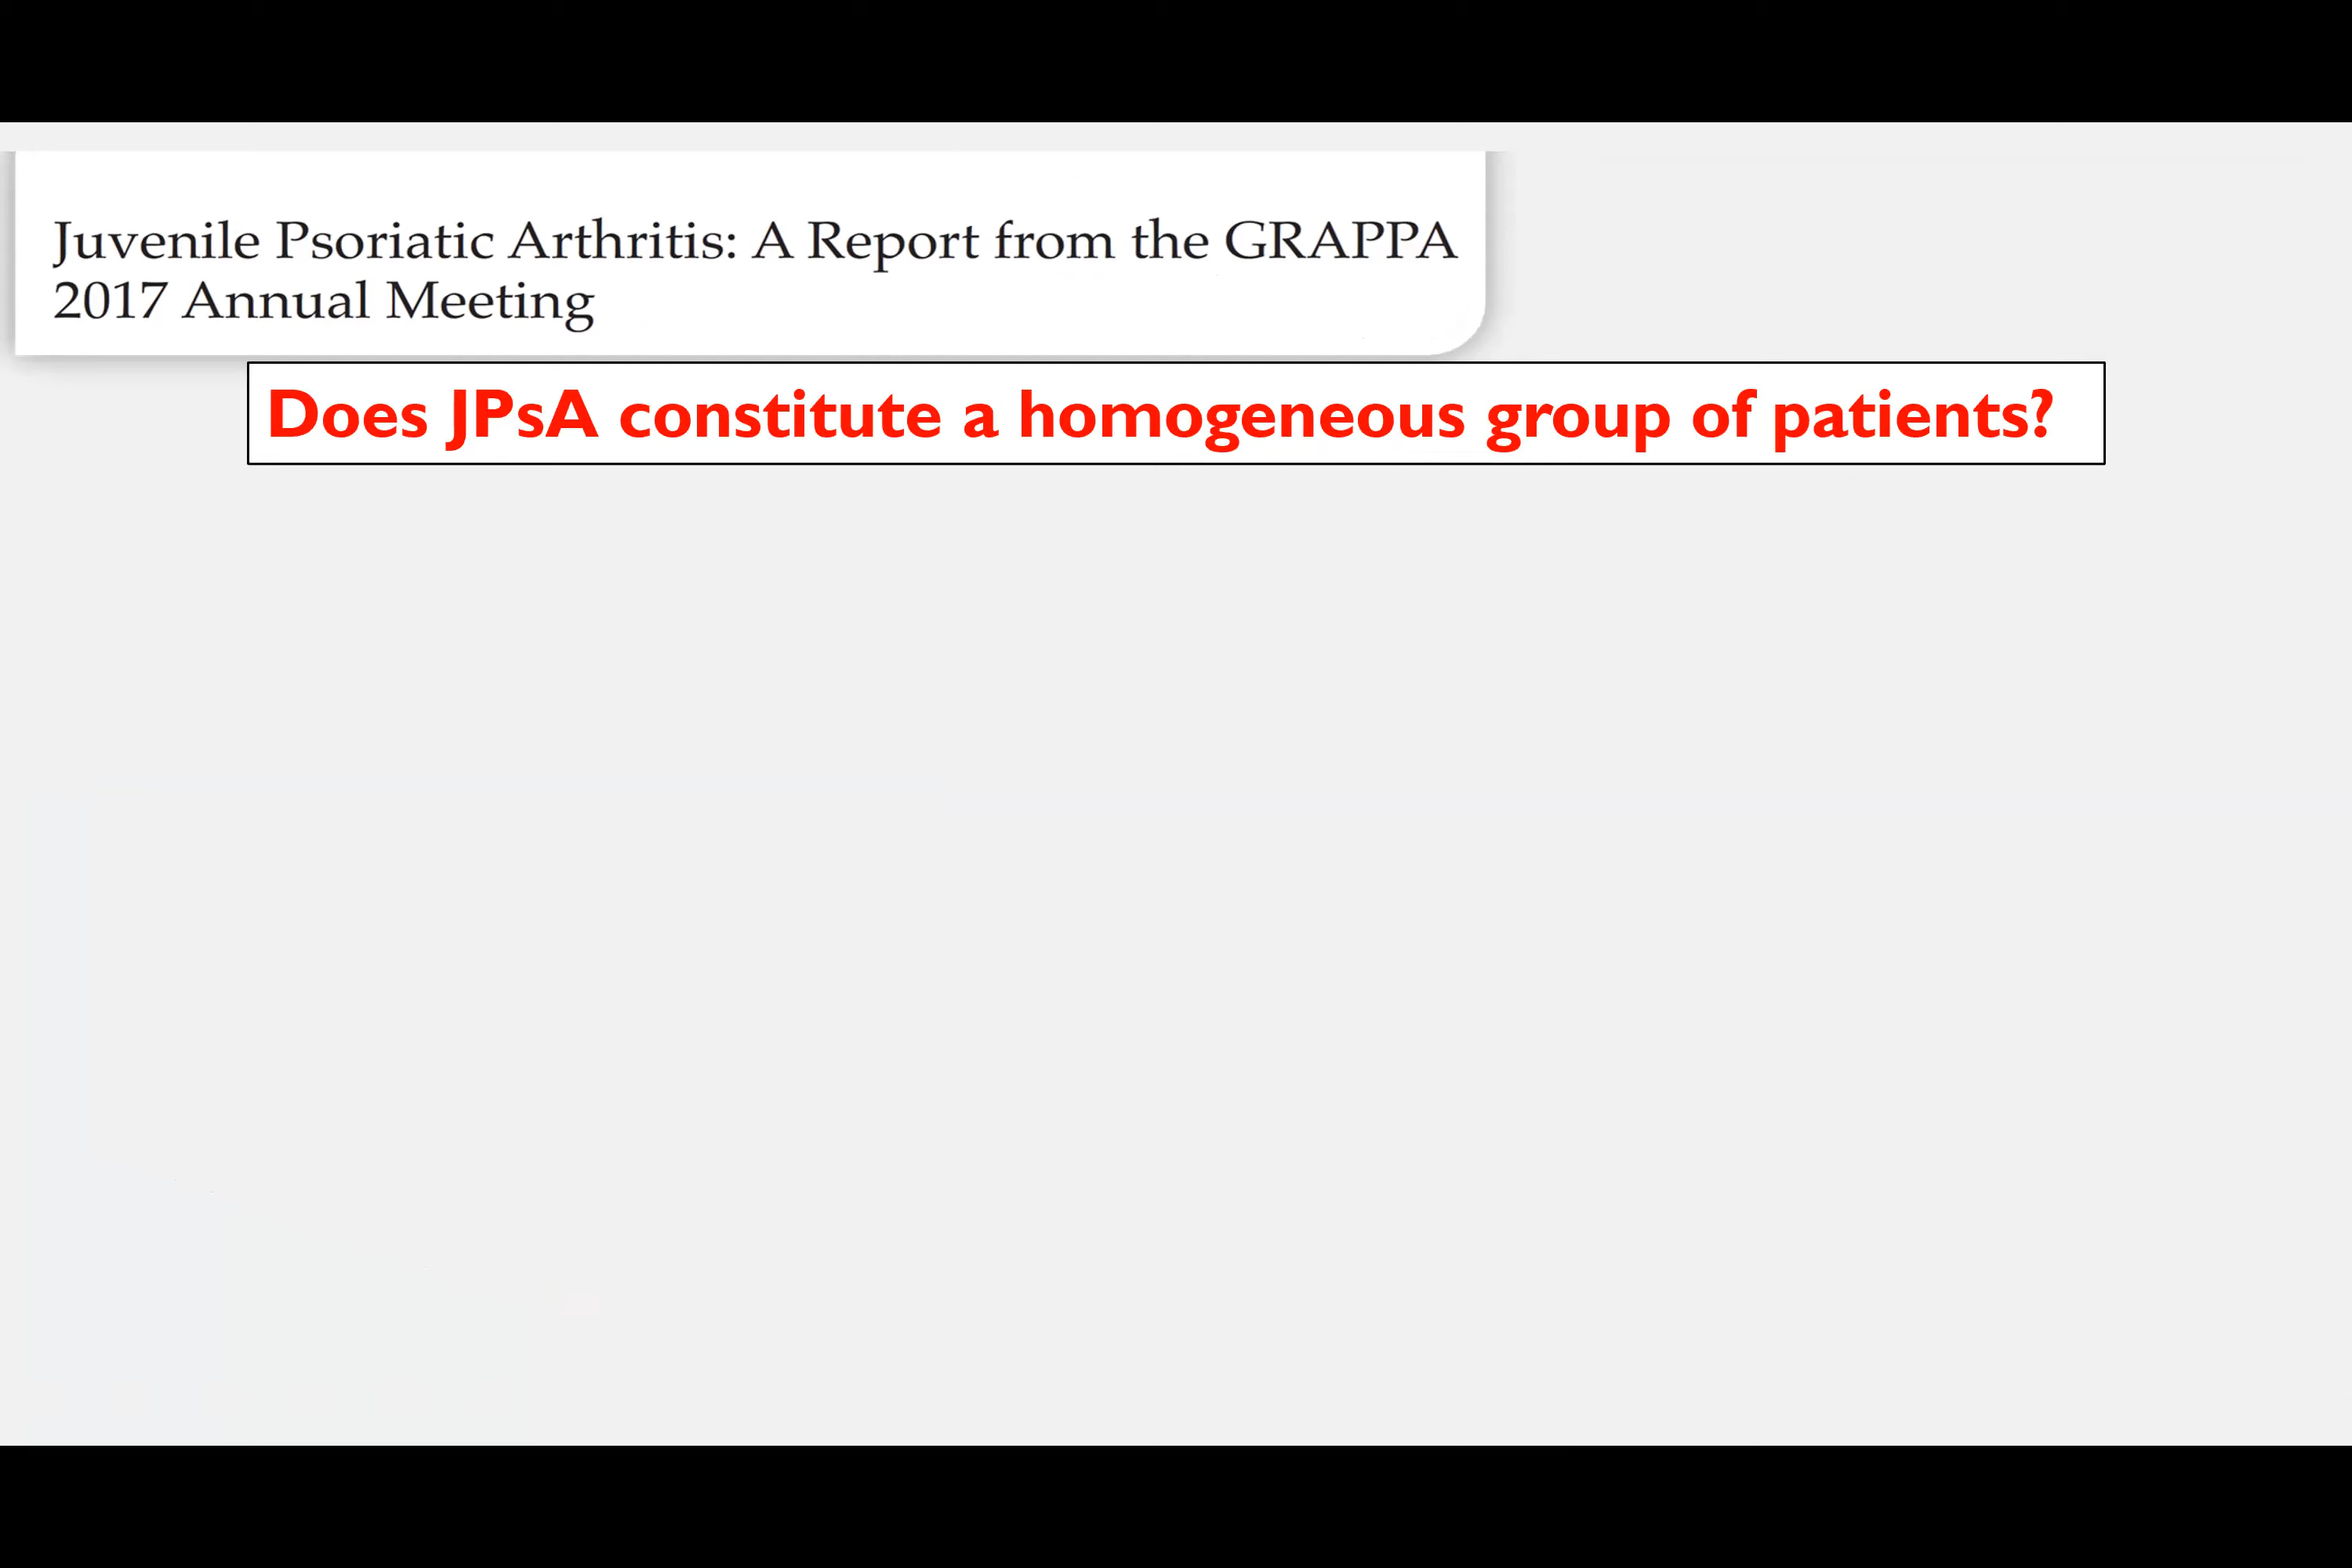 Juvenile Psoriatic Arthritis: A Report from the GRAPPA
2017 Annual Meeting
Does JPsA constitute a homogeneous group of patients?